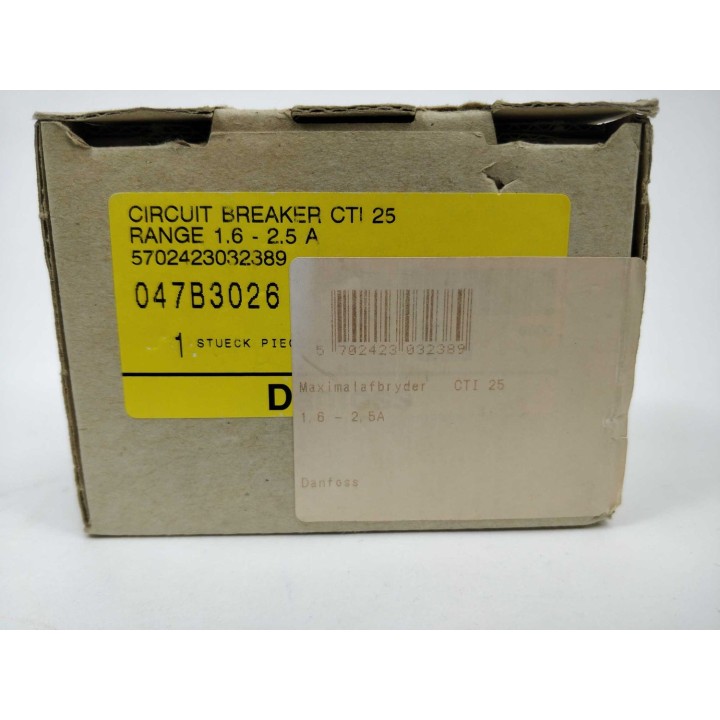 CIRCUIT BREAKER CTI 25
RANGE 1.6 - 2.5 A
5702423032389
047B3026
1 STUECK
D
5 702423 032389
Maximalafbryder CTI 25
1,6 - 2,5A
Danfoss